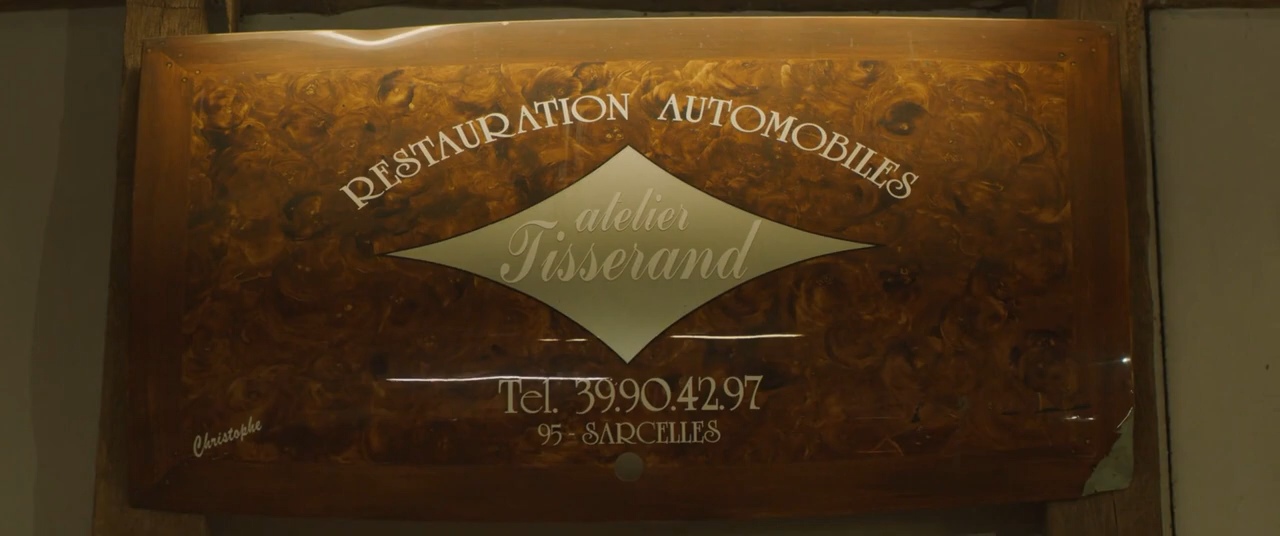 RESTAURATION AUTOMOBILES
atelier
Tisserand
Tel. 39.90.42.97
95 - SARCELLES
Christophe